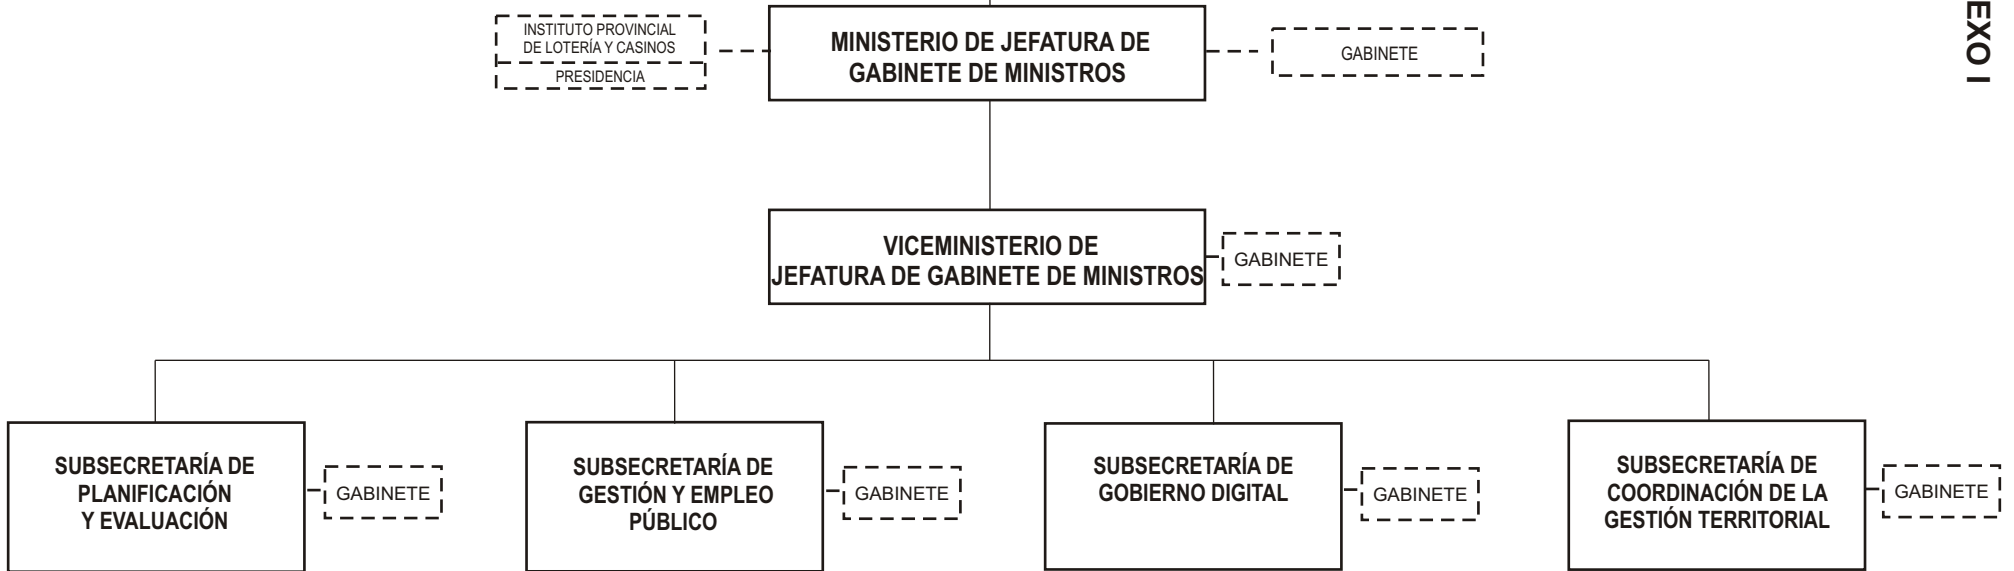 INSTITUTO PROVINCIAL
DE LOTERÍA Y CASINOS
PRESIDENCIA
MINISTERIO DE JEFATURA DE
GABINETE DE MINISTROS
GABINETE
EXO I
VICEMINISTERIO DE
JEFATURA DE GABINETE DE MINISTROS
GABINETE
SUBSECRETARÍA DE
PLANIFICACIÓN
Y EVALUACIÓN
GABINETE
SUBSECRETARÍA DE
GESTIÓN Y EMPLEO
PÚBLICO
GABINETE
SUBSECRETARÍA DE
GOBIERNO DIGITAL
GABINETE
SUBSECRETARÍA DE
COORDINACIÓN DE LA
GESTIÓN TERRITORIAL
GABINETE